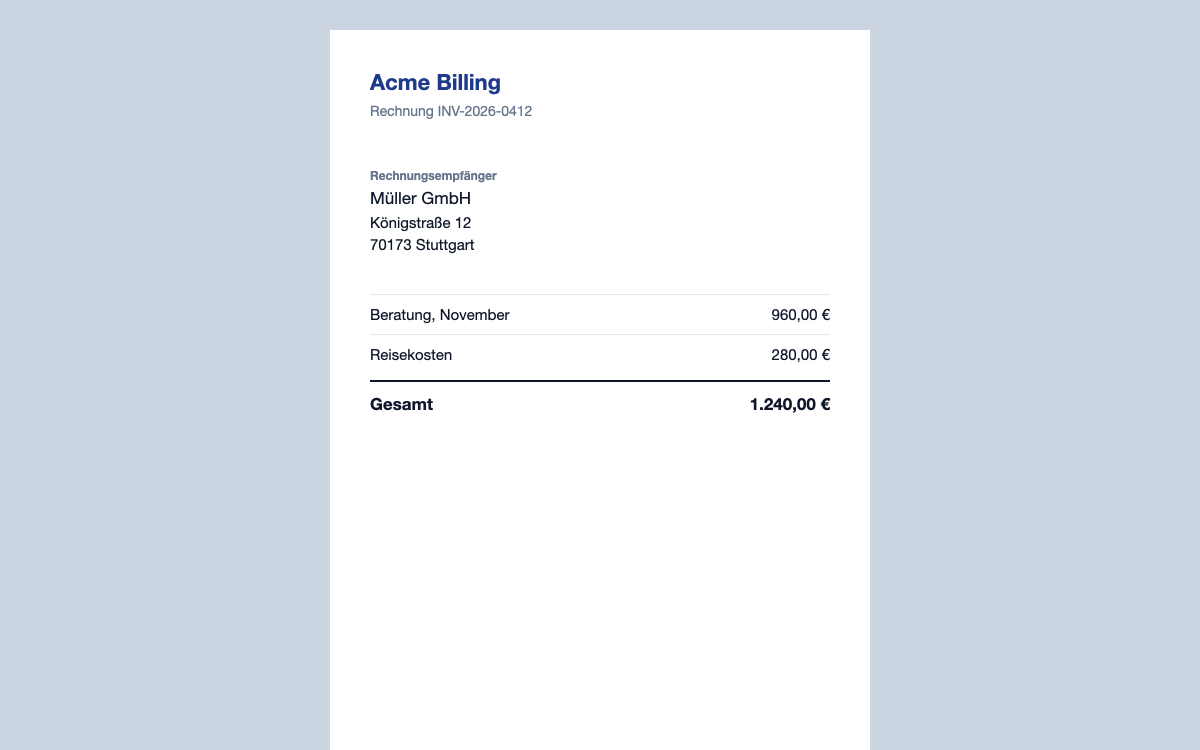 Acme Billing
Rechnung INV-2026-0412
Rechnungsempfänger
Müller GmbH
Königstraße 12
70173 Stuttgart
Beratung, November 960,00 €
Reisekosten 280,00 €
Gesamt 1.240,00 €